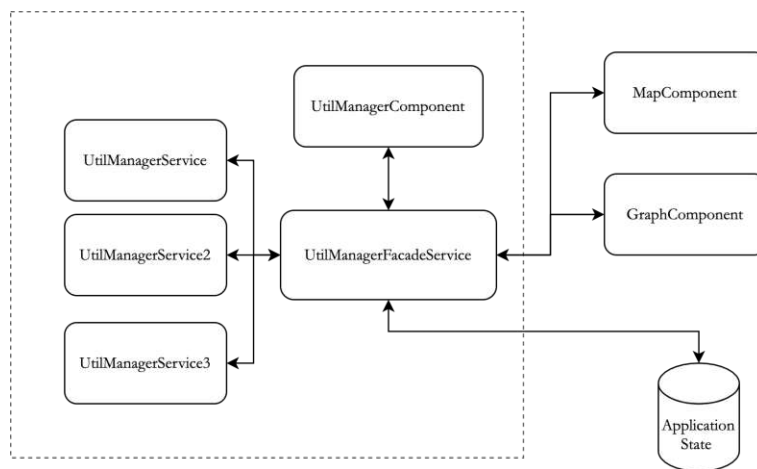 UtilManagerComponent
MapComponent
UtilManagerService
GraphComponent
UtilManagerService2
UtilManagerFacadeService
UtilManagerService3
Application
State